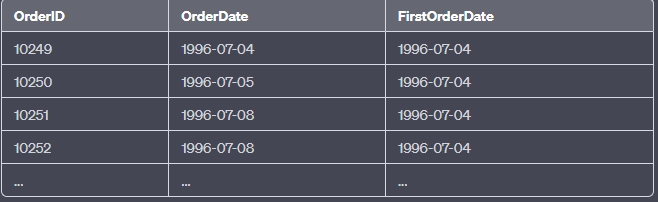 OrderID OrderDate FirstOrderDate
10249 1996-07-04 1996-07-04
10250 1996-07-05 1996-07-04
10251 1996-07-08 1996-07-04
10252 1996-07-08 1996-07-04
... ... ...